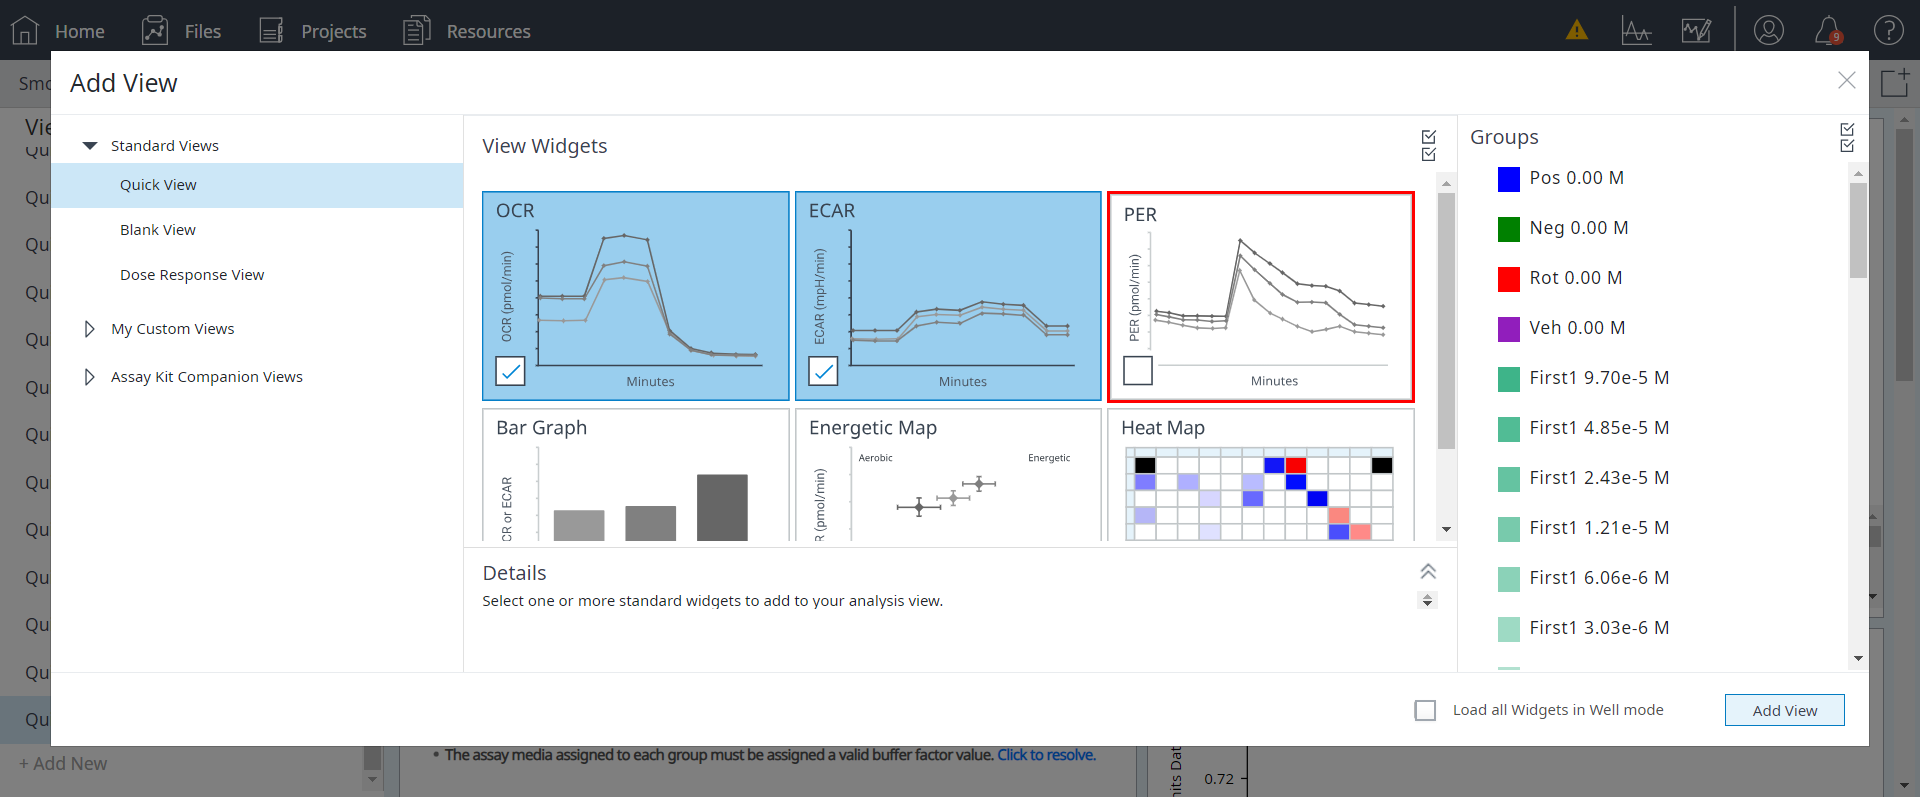 Home Files Projects Resources
9
Add View
Standard Views
Quick View
Blank View
Dose Response View
My Custom Views
Assay Kit Companion Views
View Widgets
OCR
OCR (pmol/min)
Minutes
ECAR
ECAR (mpH/min)
Minutes
PER
PER (pmol/min)
Minutes
Bar Graph
CR or ECAR
Energetic Map
Aerobic
Energetic
R (pmol/min)
Heat Map
Details
Select one or more standard widgets to add to your analysis view.
Groups
Pos 0.00 M
Neg 0.00 M
Rot 0.00 M
Veh 0.00 M
First1 9.70e-5 M
First1 4.85e-5 M
First1 2.43e-5 M
First1 1.21e-5 M
First1 6.06e-6 M
First1 3.03e-6 M
Load all Widgets in Well mode
Add View
Smo
Vie
Qu
Qu
Qu
Qu
Qu
Qu
Qu
Qu
Qu
Qu
Qu
Qu
Qu
+ Add New
• The assay media assigned to each group must be assigned a valid buffer factor value. Click to resolve.
nits Dat
0.72